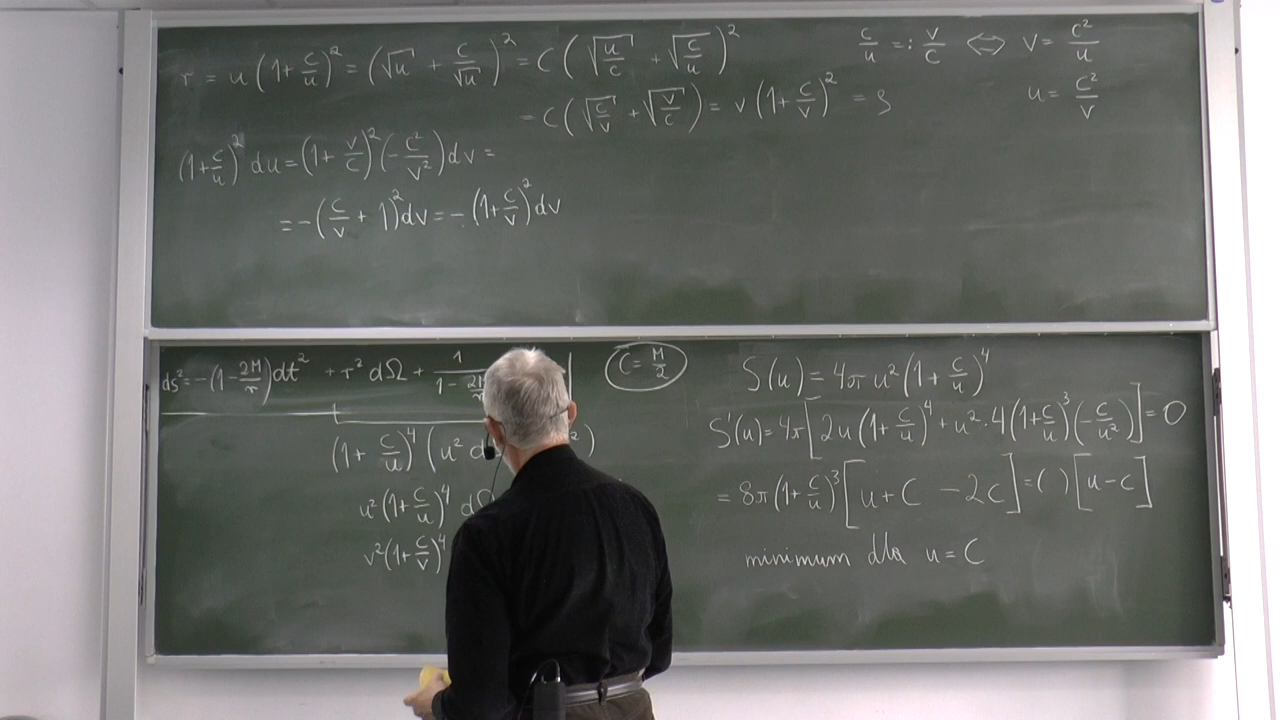 r = u (1 + c/u)² = (√u + c/√u)² = c (√(u/c) + √(c/u))²
= c (√(c/v) + √(v/c)) = v (1 + c/v)² = ρ
c/u =: v/c ⇔ v = c²/u
u = c²/v
(1 + c/u)² du = (1 + v/c)² (- c²/v²) dv =
= - (c/v + 1)² dv = - (1 + c/v)² dv
ds² = - (1 - 2M/r) dt² + r² dΩ + 1/(1 - 2M/r)
(1 + c/u)⁴ (u² d ²)
u² (1 + c/u)⁴ dΩ
v² (1 + c/v)⁴
C = M/2
S(u) = 4π u² (1 + c/u)⁴
S'(u) = 4π [2u (1 + c/u)⁴ + u² · 4 (1 + c/u)³ (- c/u²)] = 0
= 8π (1 + c/u)³ [u + c - 2c] = ( ) [u - c]
minimum dla u = c